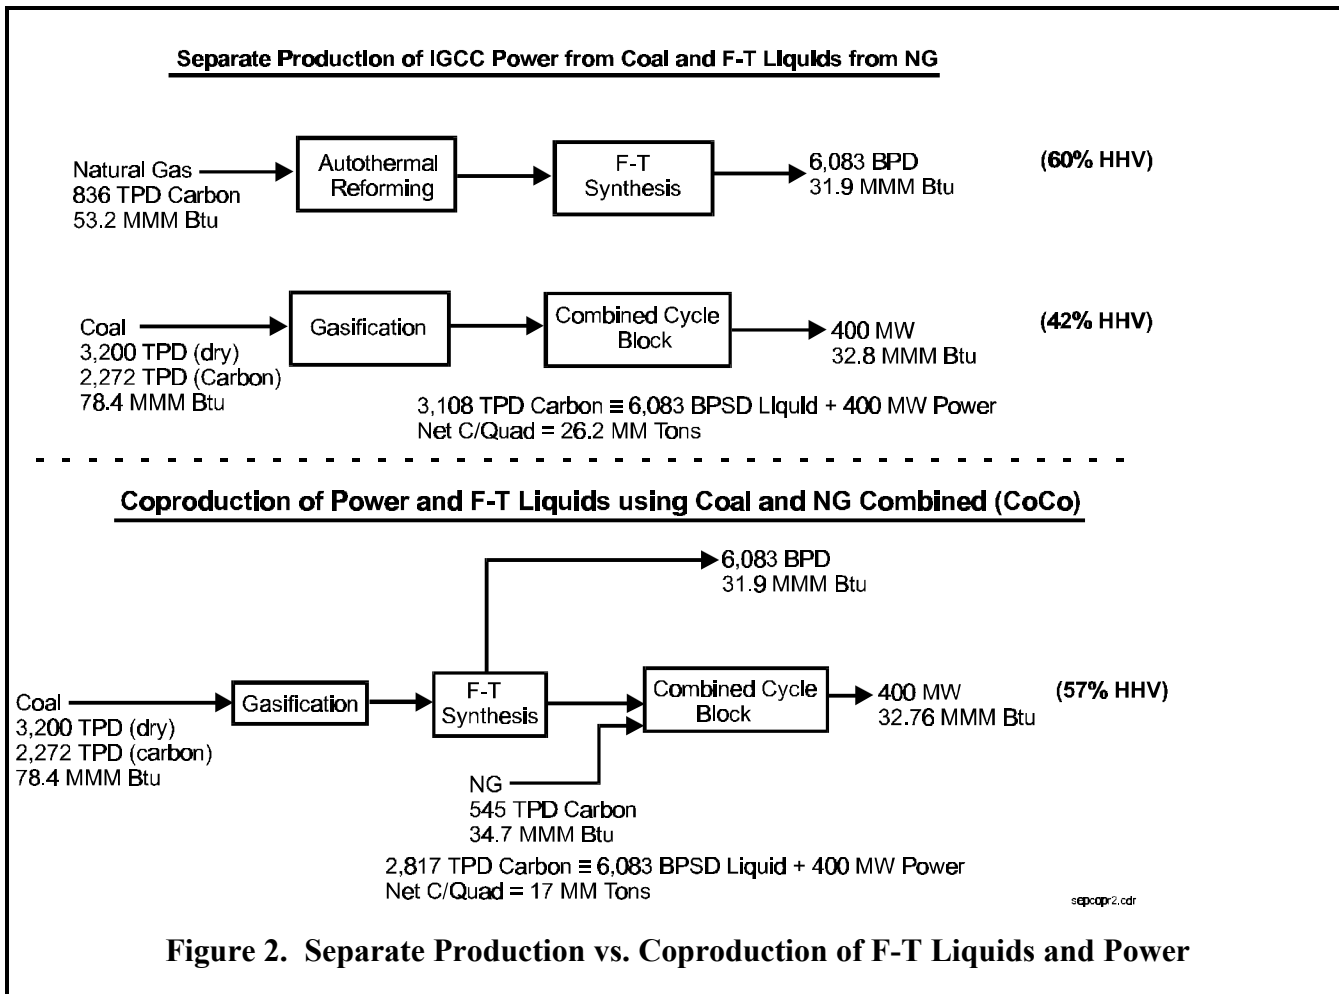 Separate Production of IGCC Power from Coal and F-T Liquids from NG
Natural Gas
836 TPD Carbon
53.2 MMM Btu
Autothermal
Reforming
F-T
Synthesis
6,083 BPD
31.9 MMM Btu
(60% HHV)
Coal
3,200 TPD (dry)
2,272 TPD (Carbon)
78.4 MMM Btu
Gasification
Combined Cycle
Block
400 MW
32.8 MMM Btu
(42% HHV)
3,108 TPD Carbon ≡ 6,083 BPSD Liquid + 400 MW Power
Net C/Quad = 26.2 MM Tons
Coproduction of Power and F-T Liquids using Coal and NG Combined (CoCo)
6,083 BPD
31.9 MMM Btu
Coal
3,200 TPD (dry)
2,272 TPD (carbon)
78.4 MMM Btu
Gasification
F-T
Synthesis
Combined Cycle
Block
400 MW
32.76 MMM Btu
(57% HHV)
NG
545 TPD Carbon
34.7 MMM Btu
2,817 TPD Carbon ≡ 6,083 BPSD Liquid + 400 MW Power
Net C/Quad = 17 MM Tons
sepcopr2.cdr
Figure 2. Separate Production vs. Coproduction of F-T Liquids and Power